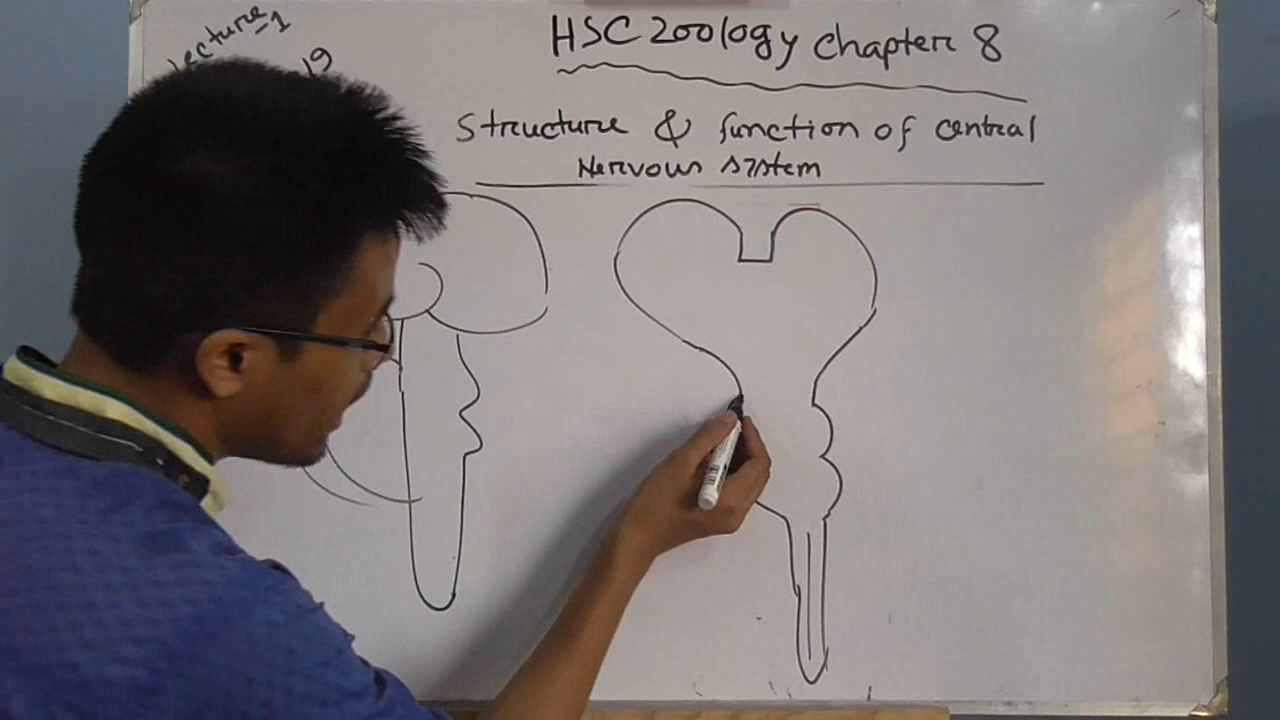 Lecture-1
19
HSC Zoology chapter 8
Structure & function of central
Nervous system